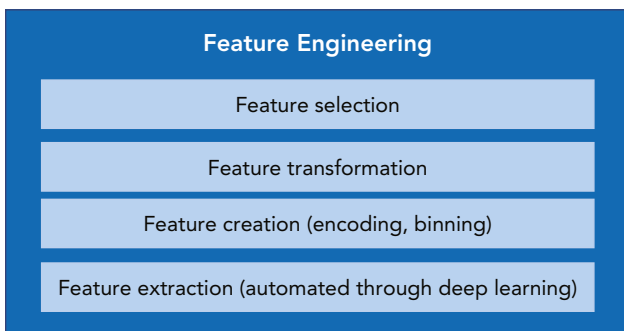 Feature Engineering
Feature selection
Feature transformation
Feature creation (encoding, binning)
Feature extraction (automated through deep learning)